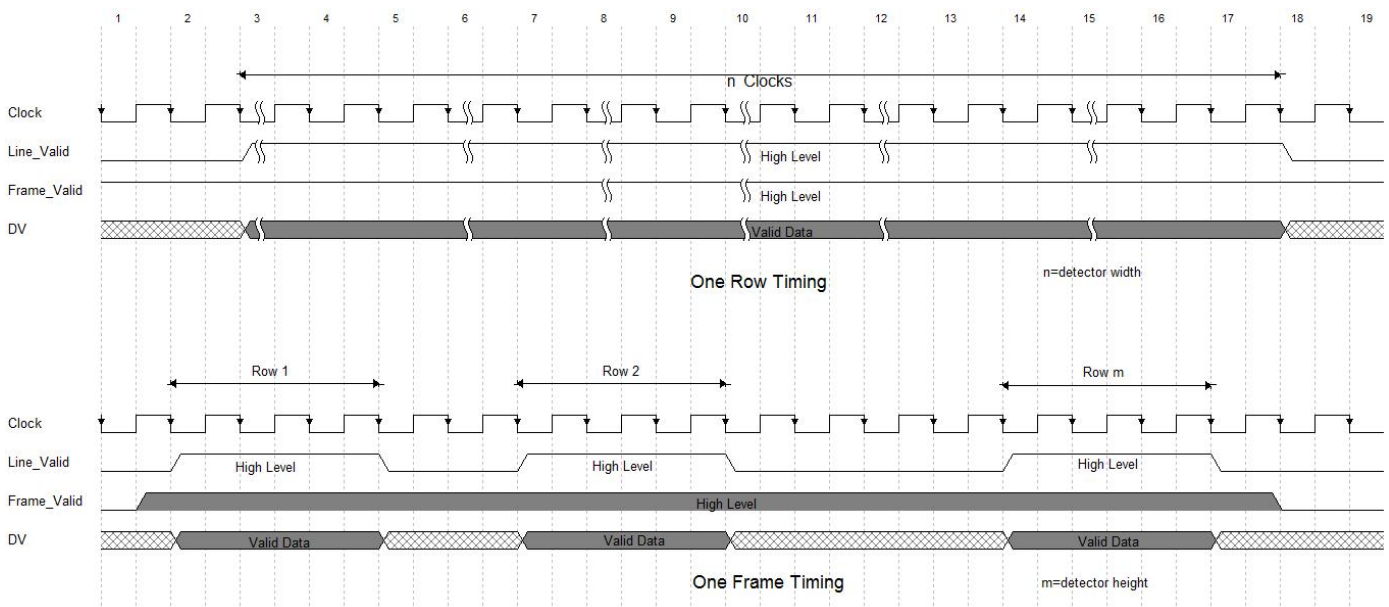 1 2 3 4 5 6 7 8 9 10 11 12 13 14 15 16 17 18 19
n Clocks
Clock
Line_Valid
High Level
Frame_Valid
High Level
DV
Valid Data
One Row Timing
n=detector width
Row 1
Row 2
Row m
Clock
Line_Valid
High Level
High Level
High Level
Frame_Valid
High Level
DV
Valid Data
Valid Data
Valid Data
One Frame Timing
m=detector height